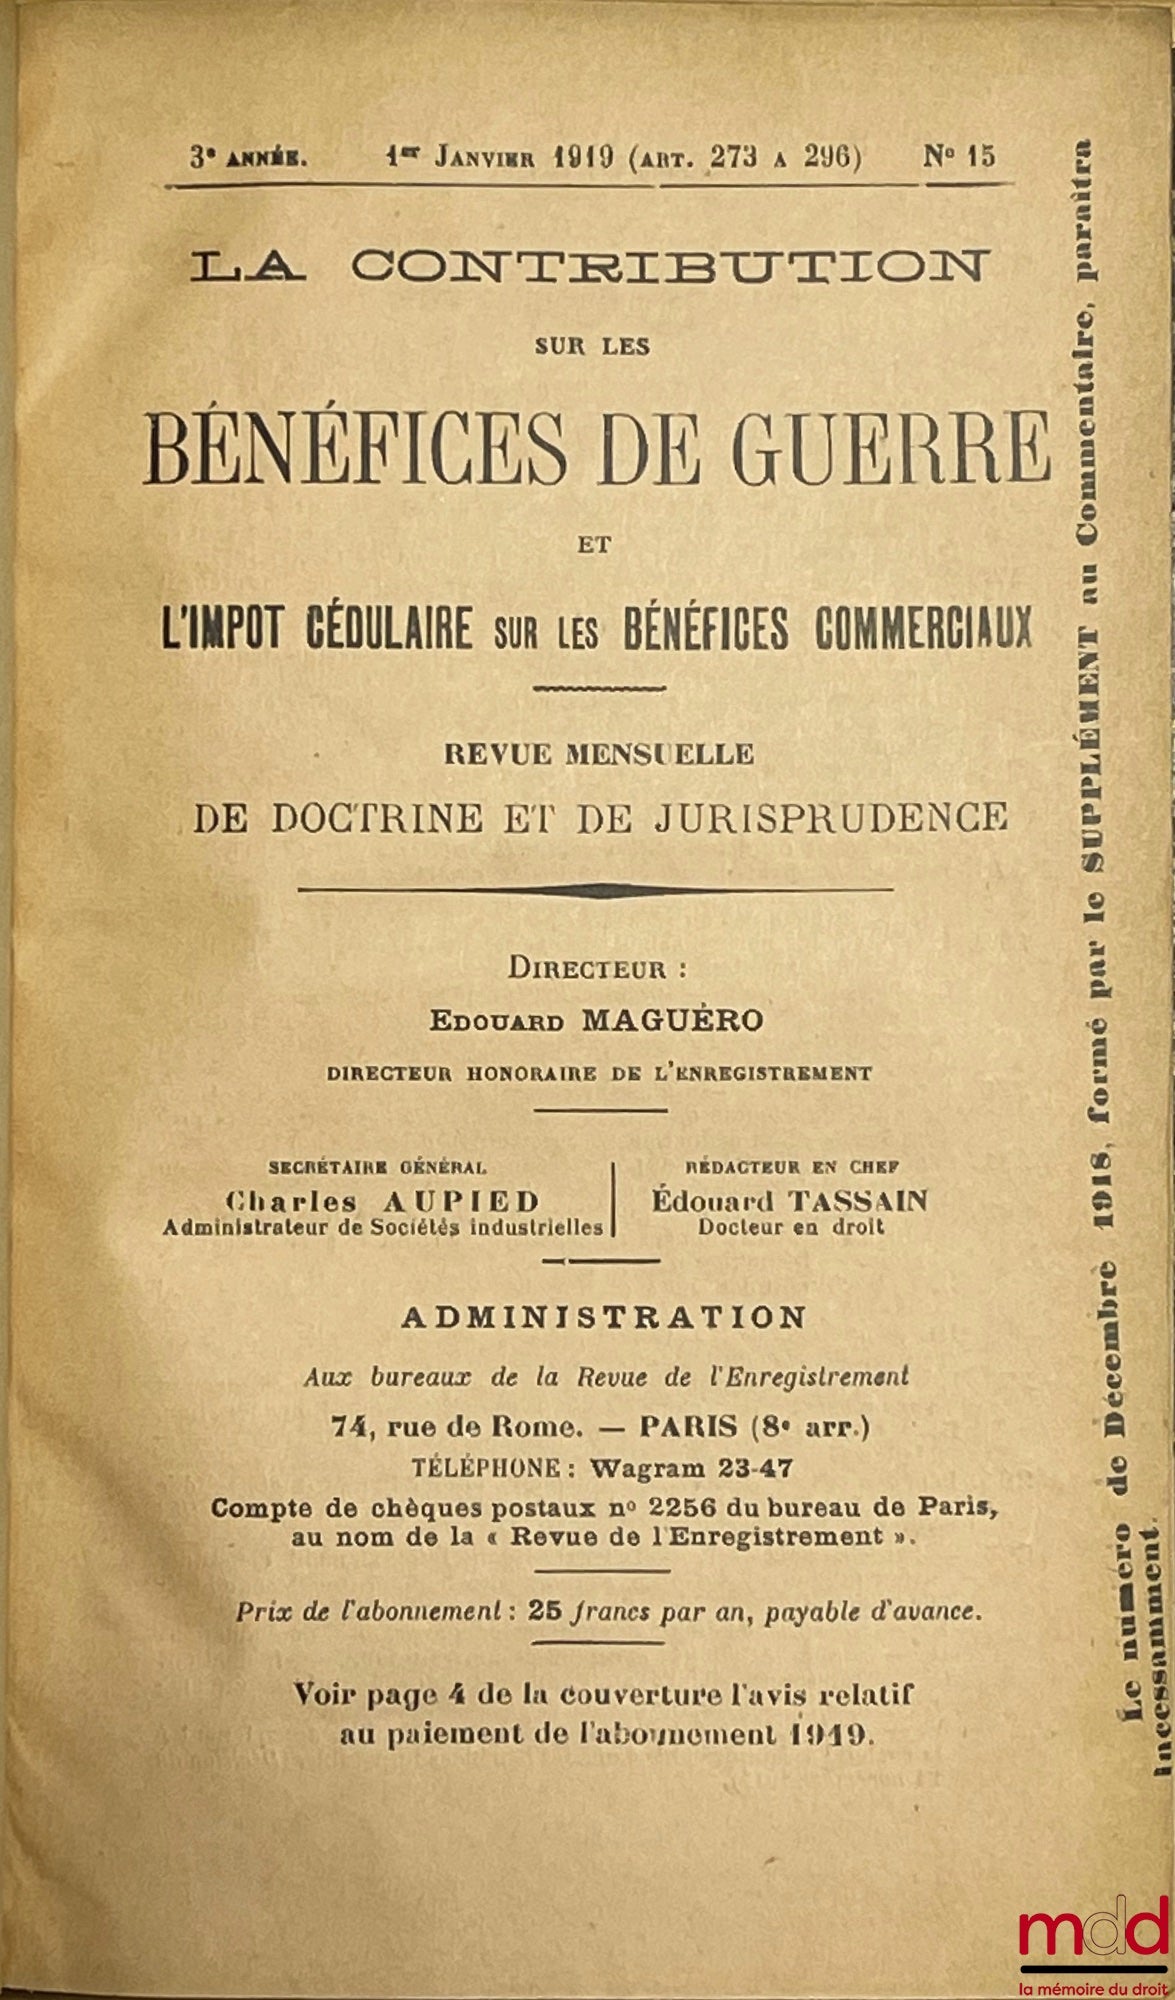 3e ANNÉE. 1er JANVIER 1919 (ART. 273 A 296) No 15
LA CONTRIBUTION
SUR LES
BÉNÉFICES DE GUERRE
ET
L'IMPOT CÉDULAIRE SUR LES BÉNÉFICES COMMERCIAUX
REVUE MENSUELLE
DE DOCTRINE ET DE JURISPRUDENCE
DIRECTEUR :
EDOUARD MAGUÉRO
DIRECTEUR HONORAIRE DE L'ENREGISTREMENT
SECRÉTAIRE GÉNÉRAL
Charles AUPIED
Administrateur de Sociétés industrielles
RÉDACTEUR EN CHEF
Édouard TASSAIN
Docteur en droit
ADMINISTRATION
Aux bureaux de la Revue de l'Enregistrement
74, rue de Rome. — PARIS (8e arr.)
TÉLÉPHONE : Wagram 23-47
Compte de chèques postaux no 2256 du bureau de Paris,
au nom de la « Revue de l'Enregistrement ».
Prix de l'abonnement : 25 francs par an, payable d'avance.
Voir page 4 de la couverture l'avis relatif
au paiement de l'abonnement 1919.
Le numéro de Décembre 1918, formé par le SUPPLÉMENT au Commentaire, paraîtra
incessamment.
mdd
la mémoire du droit